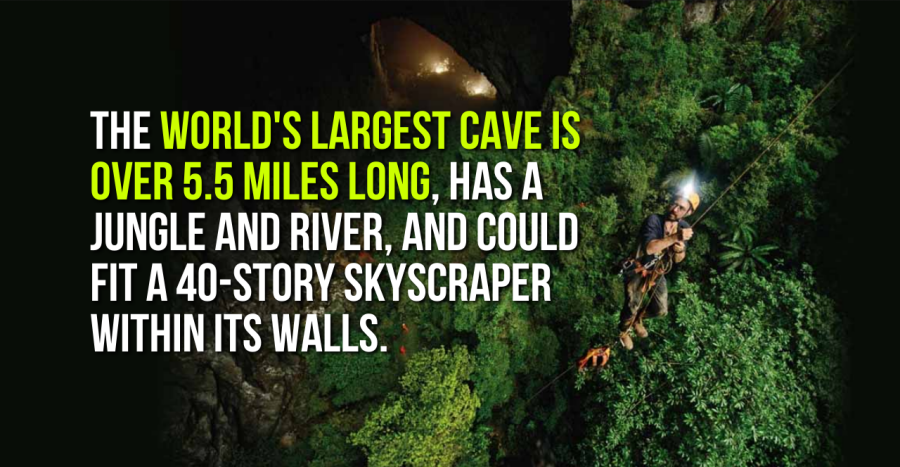 THE WORLD'S LARGEST CAVE IS
OVER 5.5 MILES LONG, HAS A
JUNGLE AND RIVER, AND COULD
FIT A 40-STORY SKYSCRAPER
WITHIN ITS WALLS.